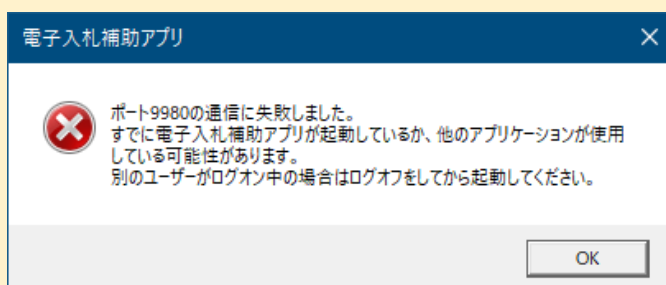 電子入札補助アプリ
ポート9980の通信に失敗しました。
すでに電子入札補助アプリが起動しているか、他のアプリケーションが使用
している可能性があります。
別のユーザーがログオン中の場合はログオフをしてから起動してください。
OK